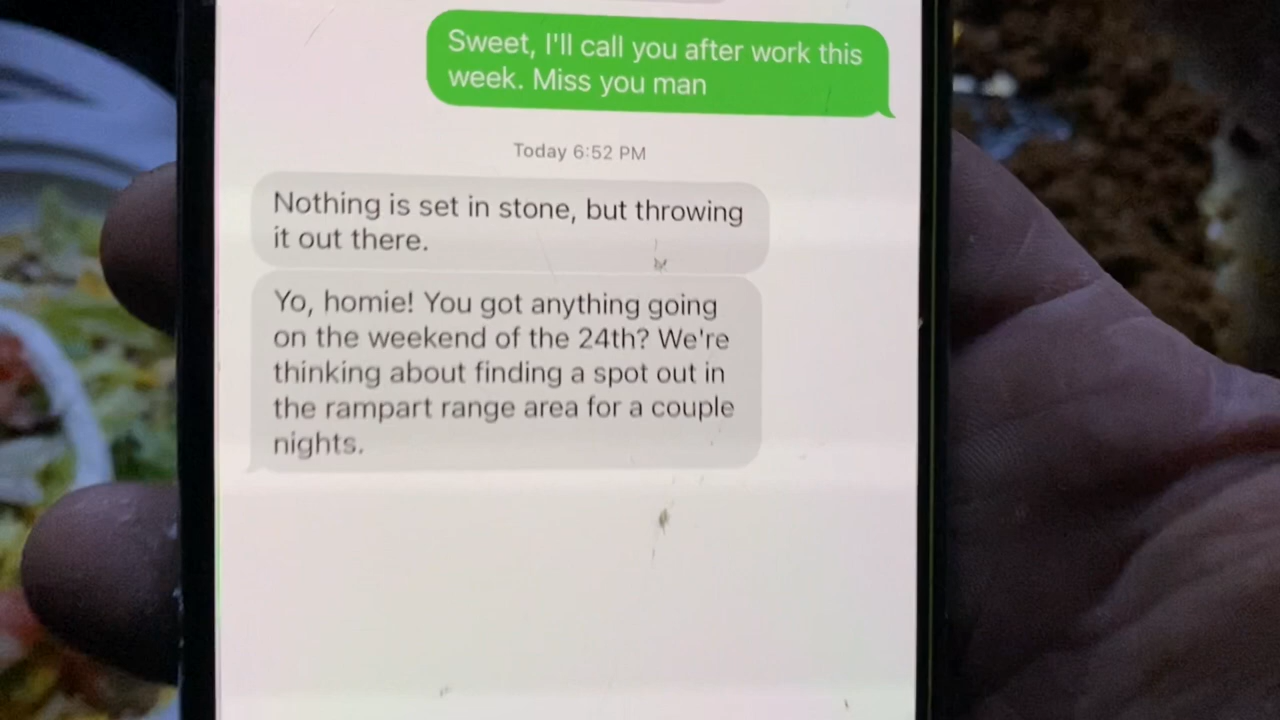 Sweet, I'll call you after work this
week. Miss you man
Today 6:52 PM
Nothing is set in stone, but throwing
it out there.
Yo, homie! You got anything going
on the weekend of the 24th? We're
thinking about finding a spot out in
the rampart range area for a couple
nights.